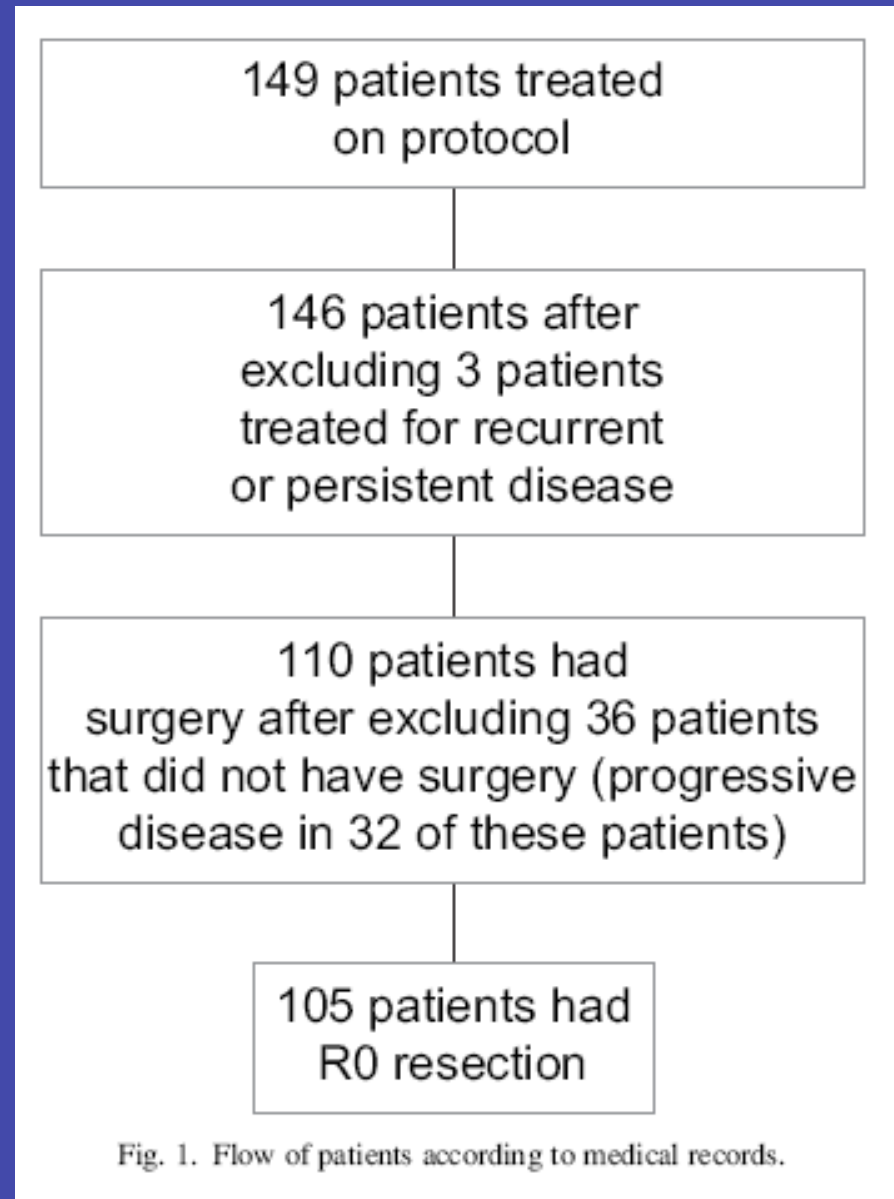 149 patients treated
on protocol
146 patients after
excluding 3 patients
treated for recurrent
or persistent disease
110 patients had
surgery after excluding 36 patients
that did not have surgery (progressive
disease in 32 of these patients)
105 patients had
R0 resection
Fig. 1. Flow of patients according to medical records.